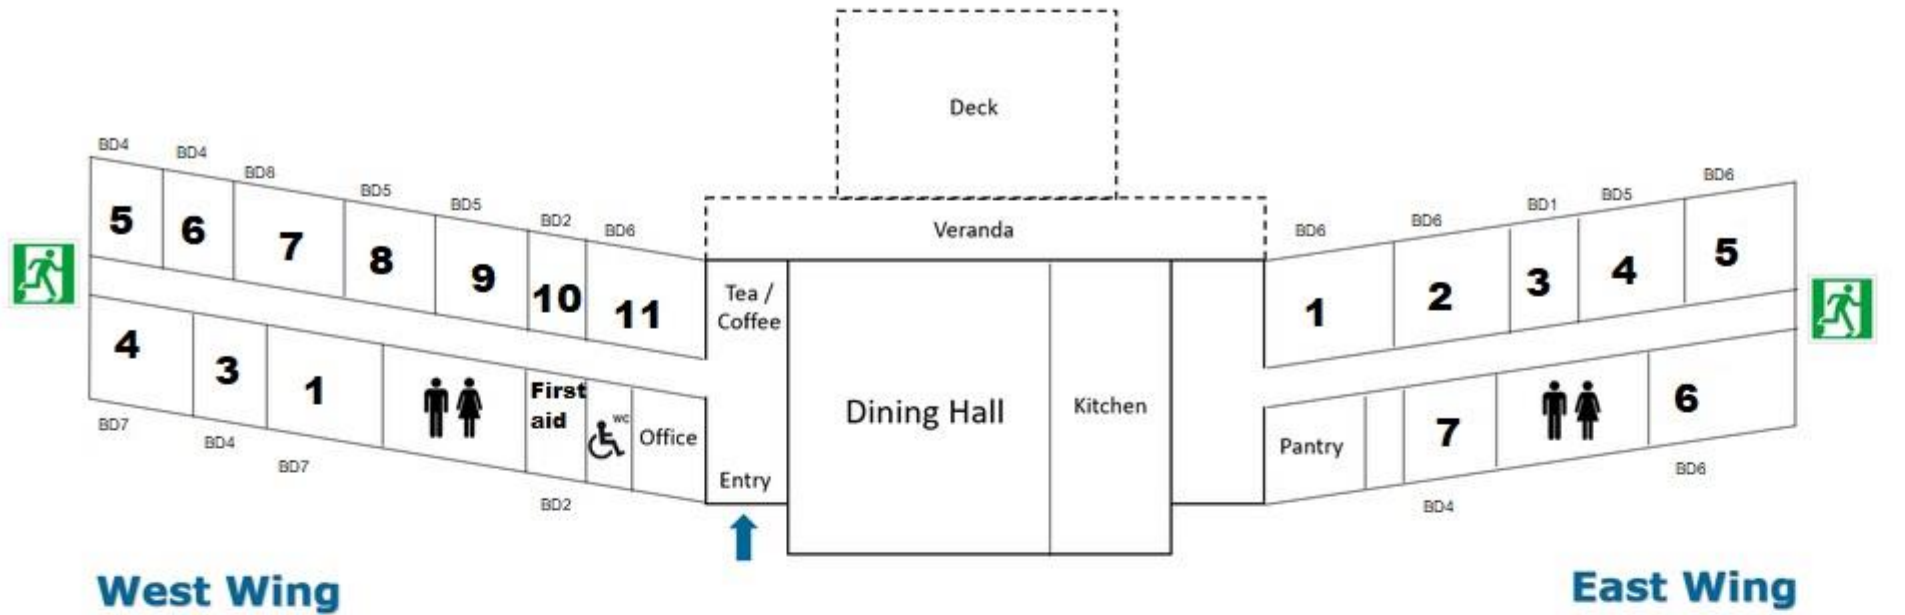 Deck
BD4
BD4
BD8
BD5
BD5
BD2
BD6
5
6
7
8
9
10
11
Veranda
BD6
BD6
BD1
BD5
BD6
1
2
3
4
5
Tea /
Coffee
Dining Hall
Kitchen
Entry
4
3
1
First
aid
WC
Office
BD7
BD4
BD7
BD2
Pantry
7
6
BD4
BD6
West Wing
East Wing